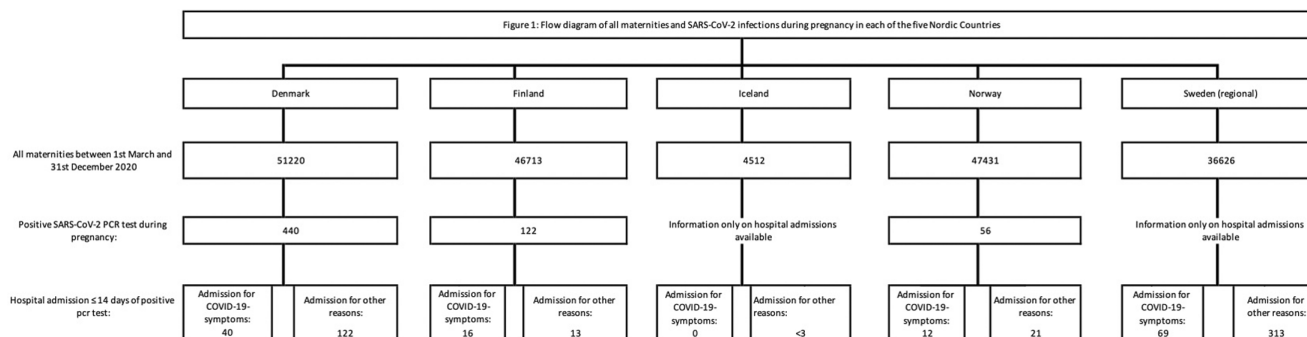 Figure 1: Flow diagram of all maternities and SARS-CoV-2 infections during pregnancy in each of the five Nordic Countries
Denmark
Finland
Iceland
Norway
Sweden (regional)
All maternities between 1st March and
31st December 2020
51220
46713
4512
47431
36626
Positive SARS-CoV-2 PCR test during
pregnancy:
440
122
Information only on hospital admissions
available
56
Information only on hospital admissions
available
Hospital admission ≤ 14 days of positive
pcr test:
Admission for
COVID-19-
symptoms:
40
Admission for other
reasons:
122
Admission for
COVID-19-
symptoms:
16
Admission for other
reasons:
13
Admission for
COVID-19-
symptoms:
0
Admission for other
reasons:
<3
Admission for
COVID-19-
symptoms:
12
Admission for other
reasons:
21
Admission for
COVID-19-
symptoms:
69
Admission for
other reasons:
313